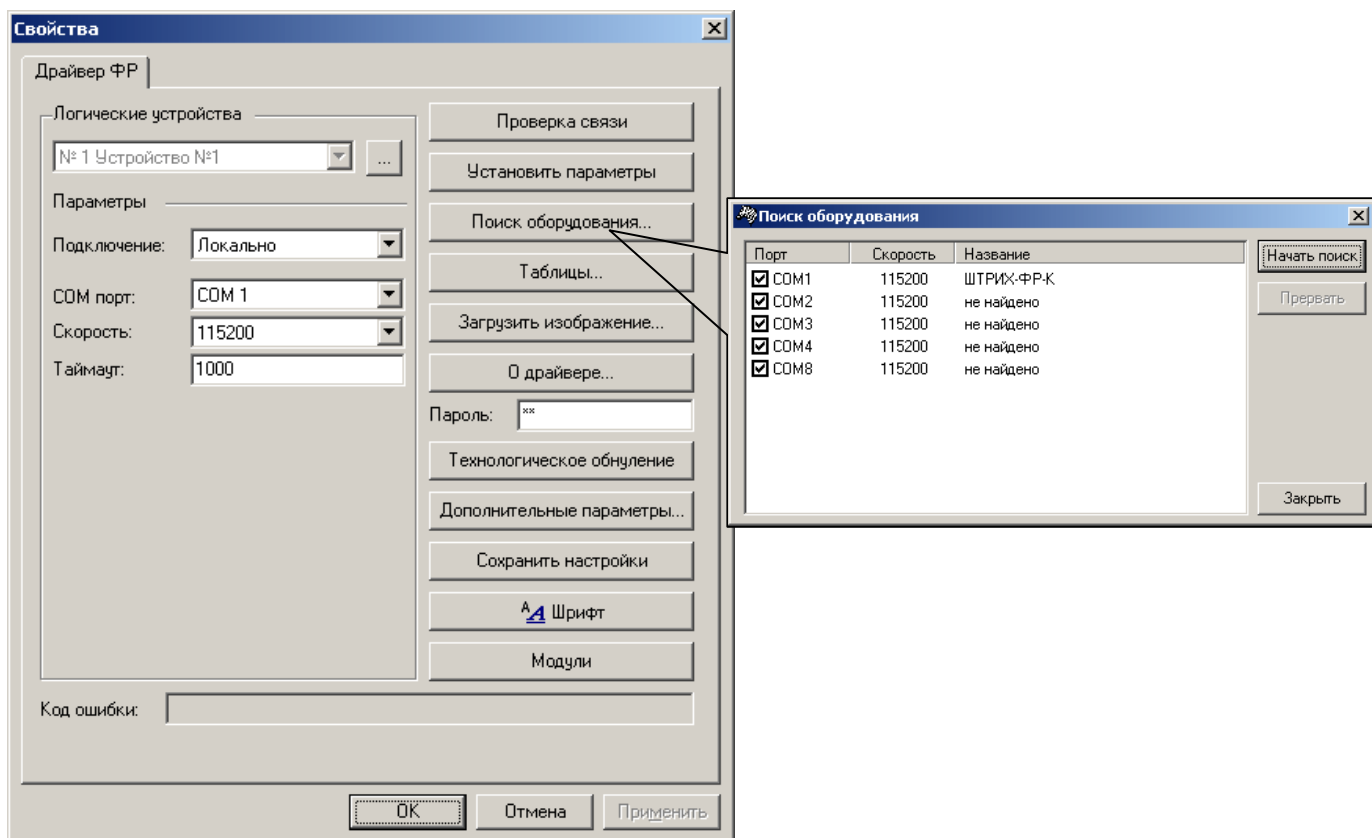 Свойства
Драйвер ФР
Логические устройства
№ 1 Устройство №1
...
Параметры
Подключение: Локально
COM порт: COM 1
Скорость: 115200
Таймаут: 1000
Проверка связи
Установить параметры
Поиск оборудования...
Таблицы...
Загрузить изображение...
О драйвере...
Пароль: **
Технологическое обнуление
Дополнительные параметры...
Сохранить настройки
AA Шрифт
Модули
Код ошибки:
OK Отмена Применить
Поиск оборудования
Порт Скорость Название
COM1 115200 ШТРИХ-ФР-К
COM2 115200 не найдено
COM3 115200 не найдено
COM4 115200 не найдено
COM8 115200 не найдено
Начать поиск
Прервать
Закрыть